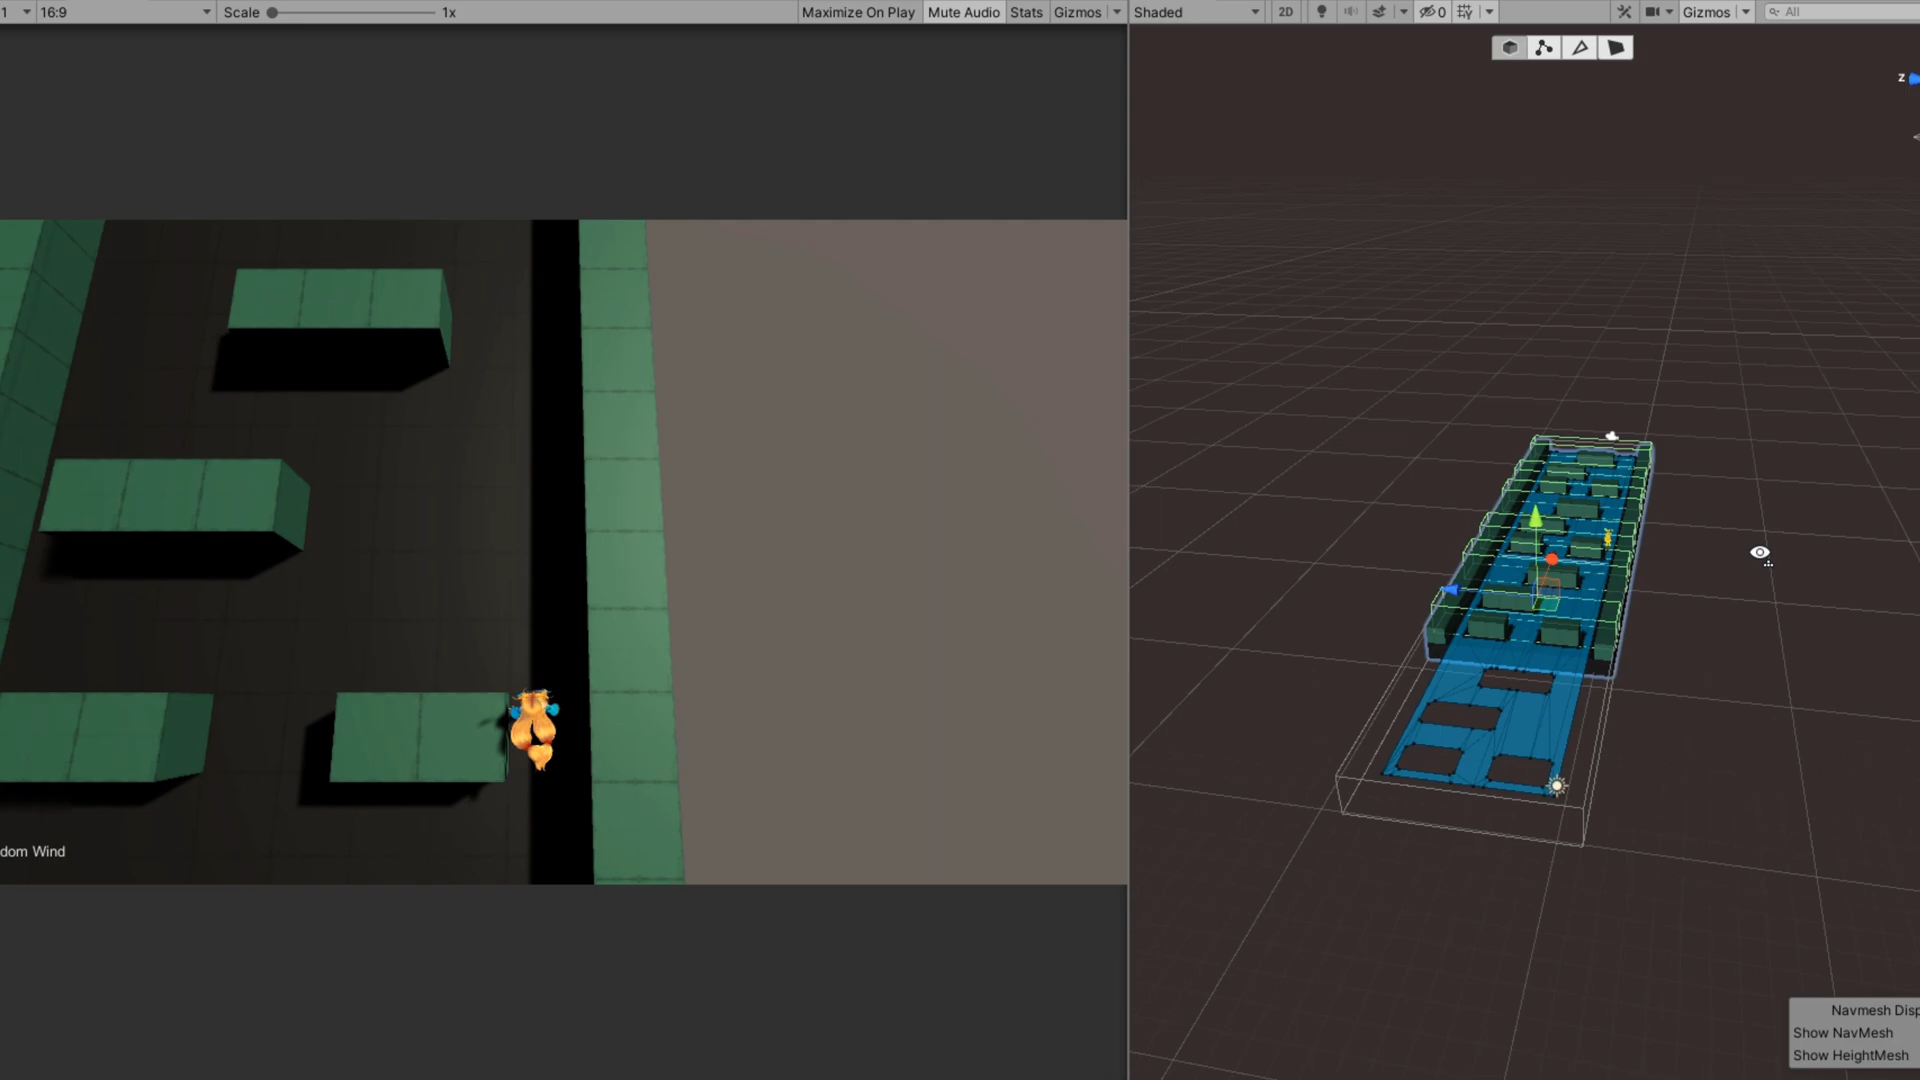 1 16:9 Scale 1x Maximize On Play Mute Audio Stats Gizmos
Shaded 2D 0 Gizmos All
z
dom Wind
Navmesh Disp
Show NavMesh
Show HeightMesh